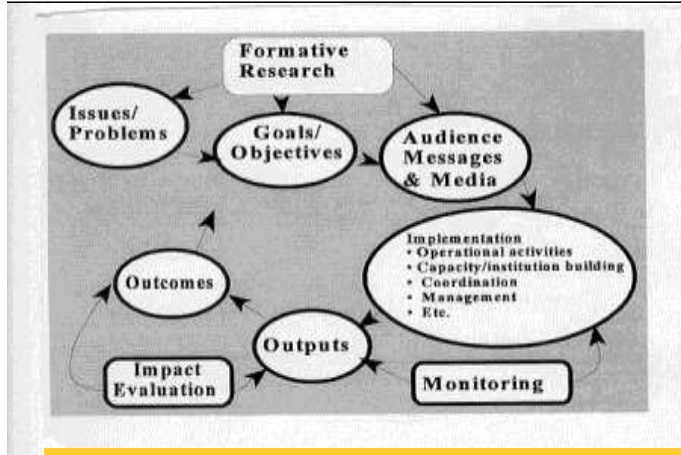 Formative
Research
Issues/
Problems
Goals/
Objectives
Audience
Messages
& Media
Implementation
• Operational activities
• Capacity/institution building
• Coordination
• Management
• Etc.
Outcomes
Outputs
Impact
Evaluation
Monitoring